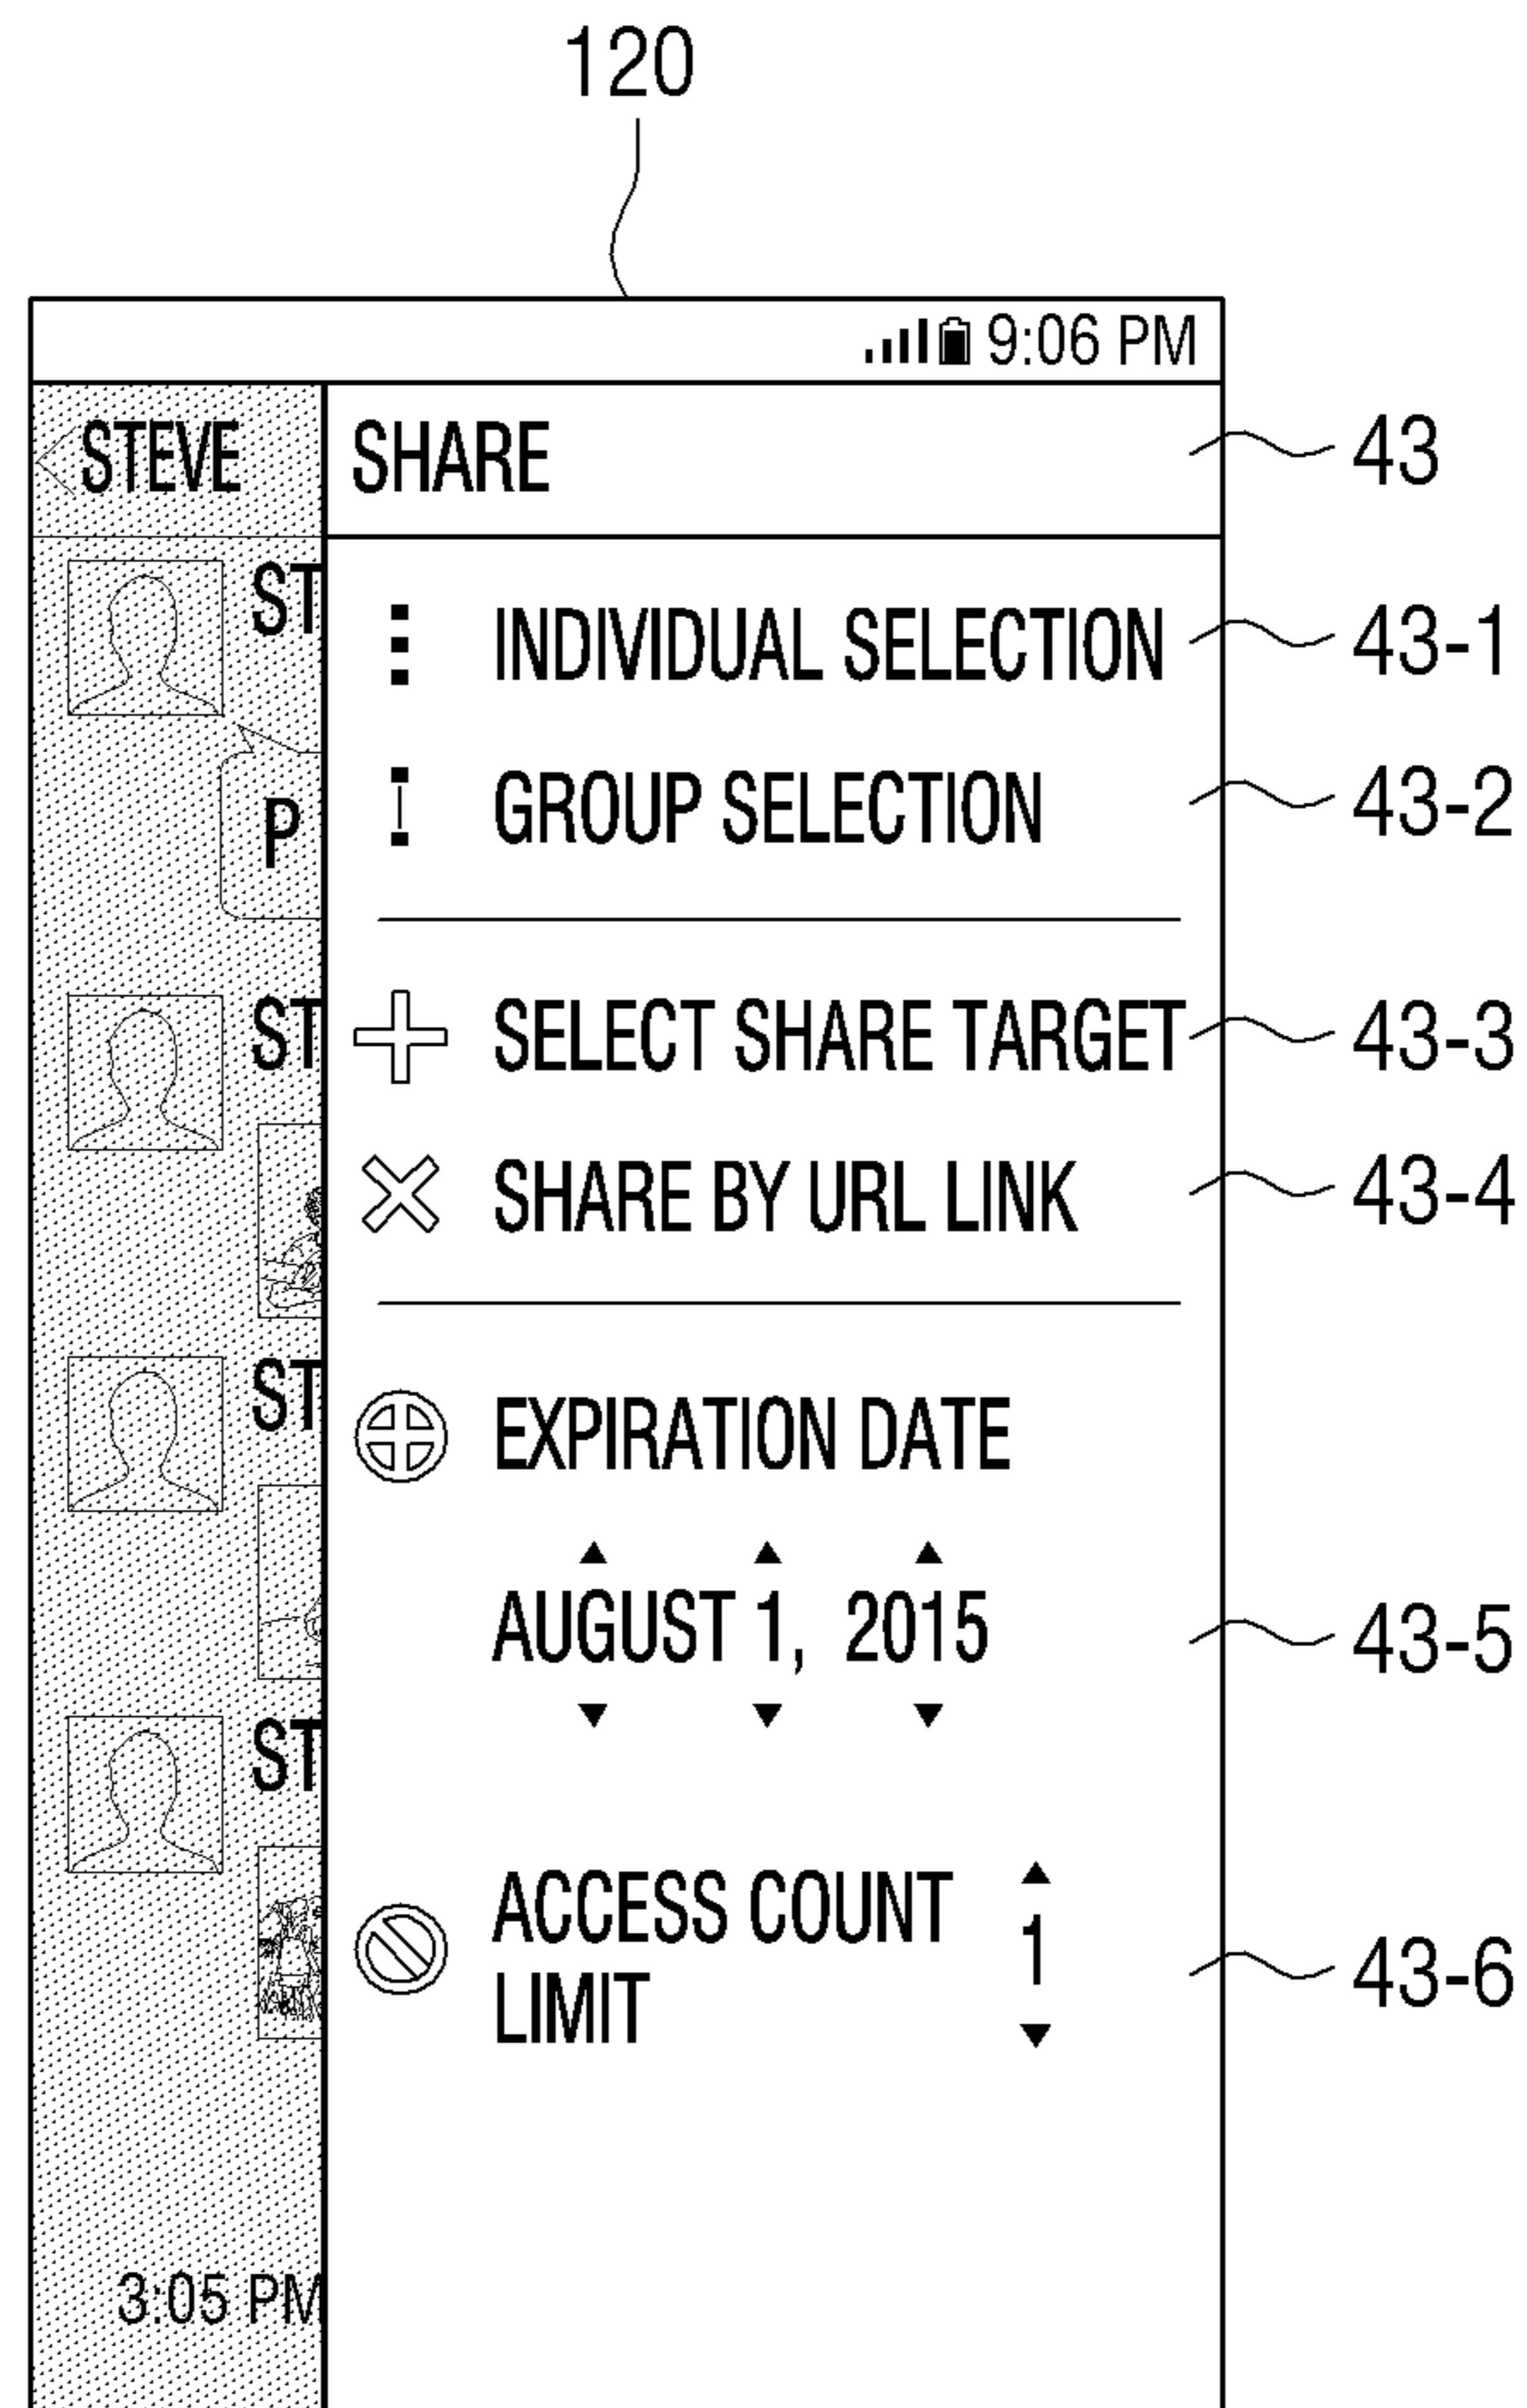 120
9:06 PM
STEVE
SHARE
43
ST
INDIVIDUAL SELECTION
43-1
P
GROUP SELECTION
43-2
ST
SELECT SHARE TARGET
43-3
SHARE BY URL LINK
43-4
ST
EXPIRATION DATE
AUGUST 1, 2015
43-5
ST
ACCESS COUNT
LIMIT
1
43-6
3:05 PM